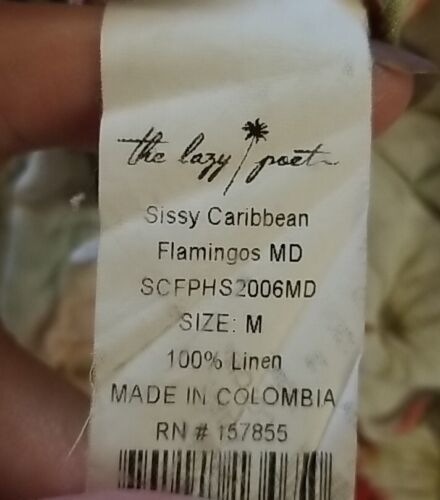 the lazy poet
Sissy Caribbean
Flamingos MD
SCFPHS2006MD
SIZE: M
100% Linen
MADE IN COLOMBIA
RN # 157855